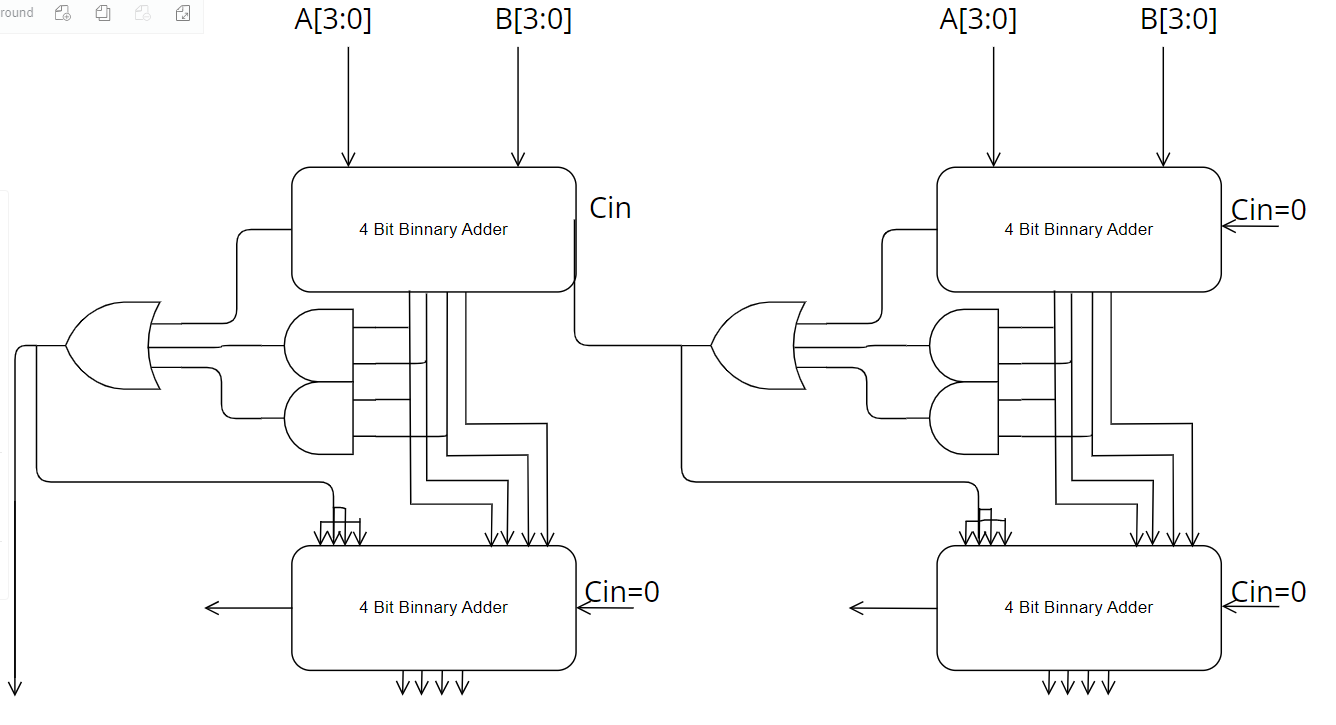 round
A[3:0] B[3:0] A[3:0] B[3:0]
4 Bit Binnary Adder Cin 4 Bit Binnary Adder Cin=0
4 Bit Binnary Adder Cin=0 4 Bit Binnary Adder Cin=0